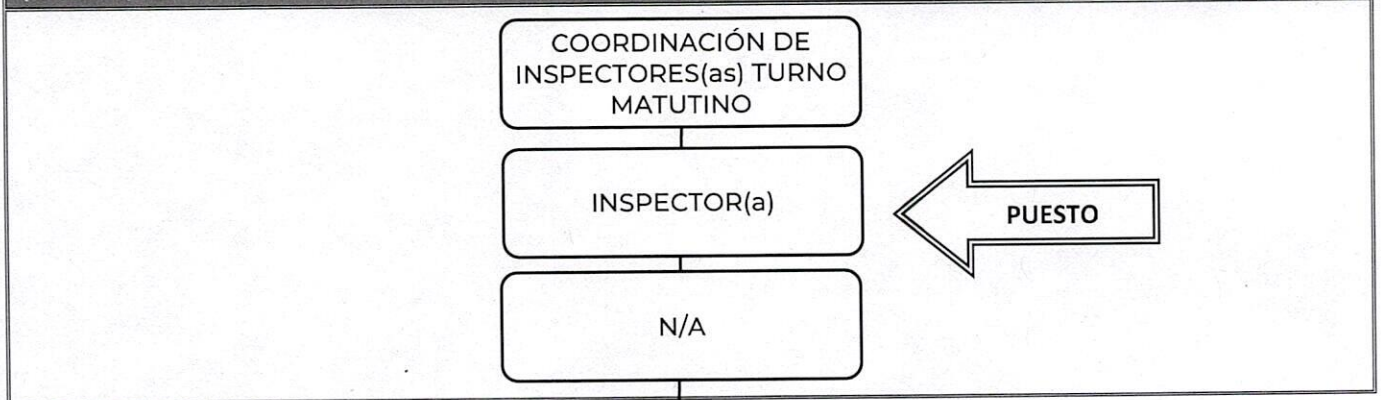 COORDINACIÓN DE
INSPECTORES(as) TURNO
MATUTINO
INSPECTOR(a)
PUESTO
N/A